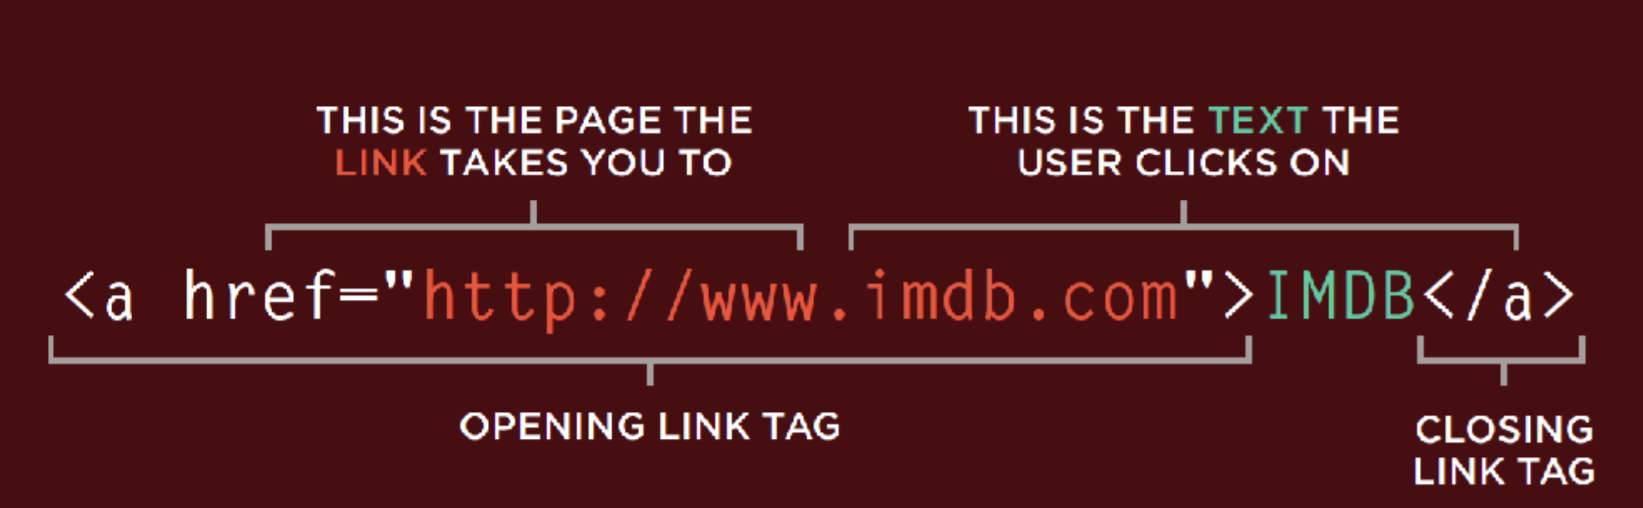 THIS IS THE PAGE THE
LINK TAKES YOU TO
THIS IS THE TEXT THE
USER CLICKS ON
<a href="http://www.imdb.com">IMDB</a>
OPENING LINK TAG
CLOSING
LINK TAG